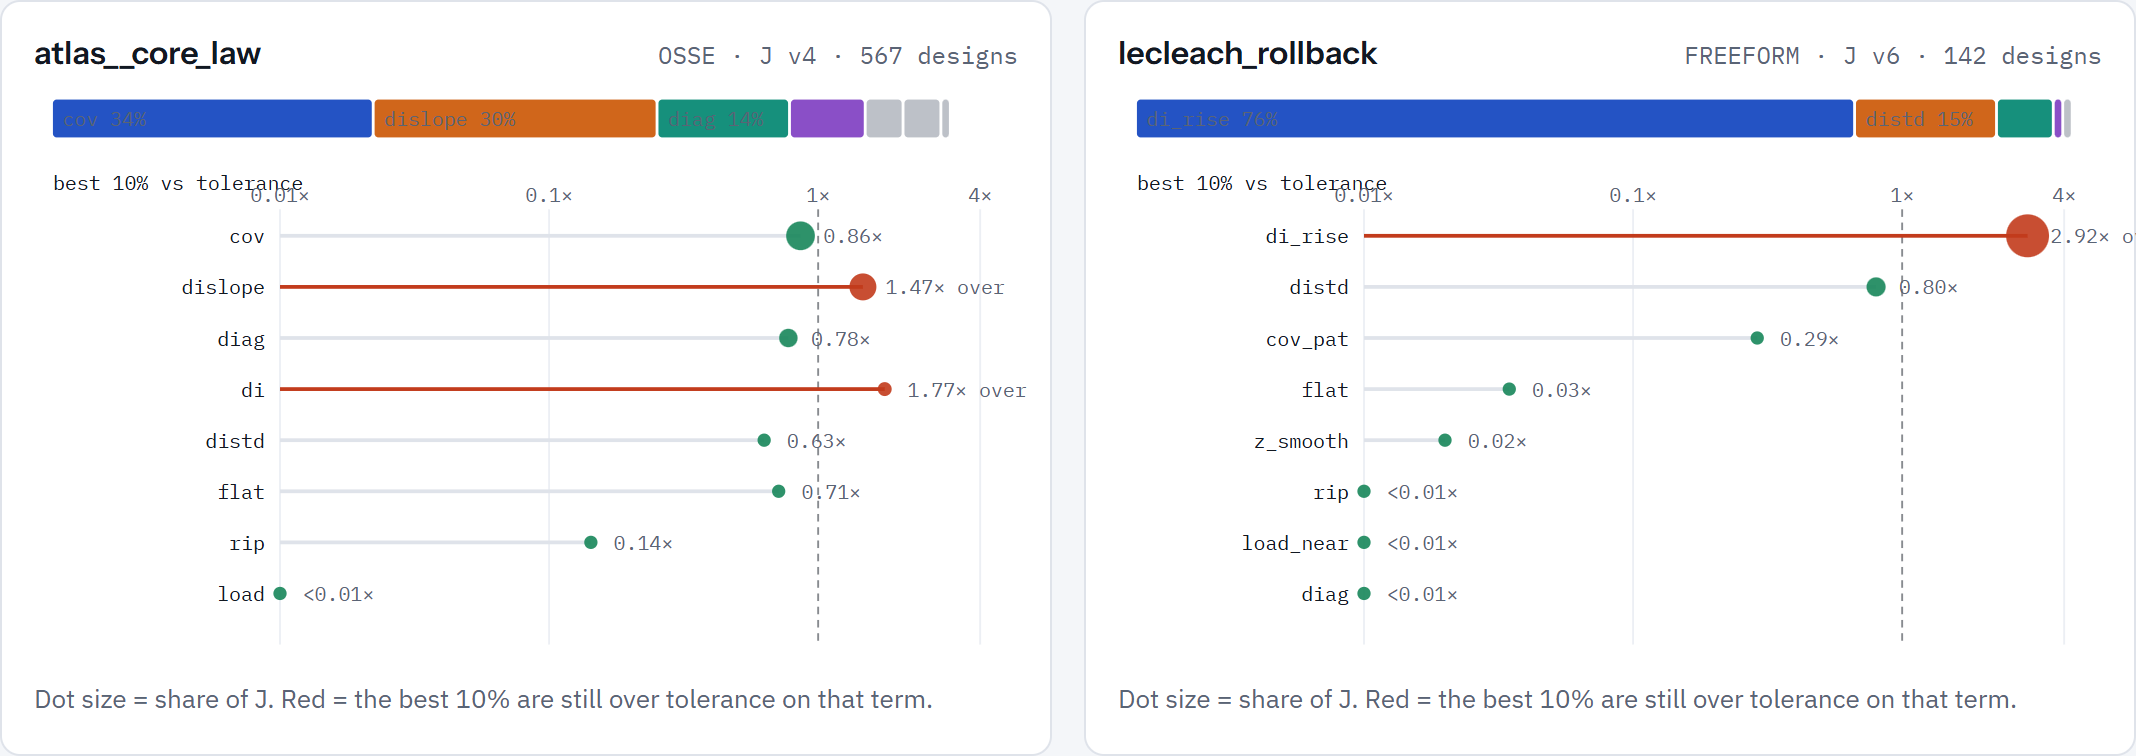 atlas__core_law
OSSE · J v4 · 567 designs
cov 34%
dislope 30%
diag 14%
best 10% vs tolerance
0.01×
0.1×
1×
4×
cov
0.86×
dislope
1.47× over
diag
0.78×
di
1.77× over
distd
0.63×
flat
0.71×
rip
0.14×
load
<0.01×
Dot size = share of J. Red = the best 10% are still over tolerance on that term.
lecleach_rollback
FREEFORM · J v6 · 142 designs
di_rise 76%
distd 15%
best 10% vs tolerance
0.01×
0.1×
1×
4×
di_rise
2.92× o
distd
0.80×
cov_pat
0.29×
flat
0.03×
z_smooth
0.02×
rip
<0.01×
load_near
<0.01×
diag
<0.01×
Dot size = share of J. Red = the best 10% are still over tolerance on that term.